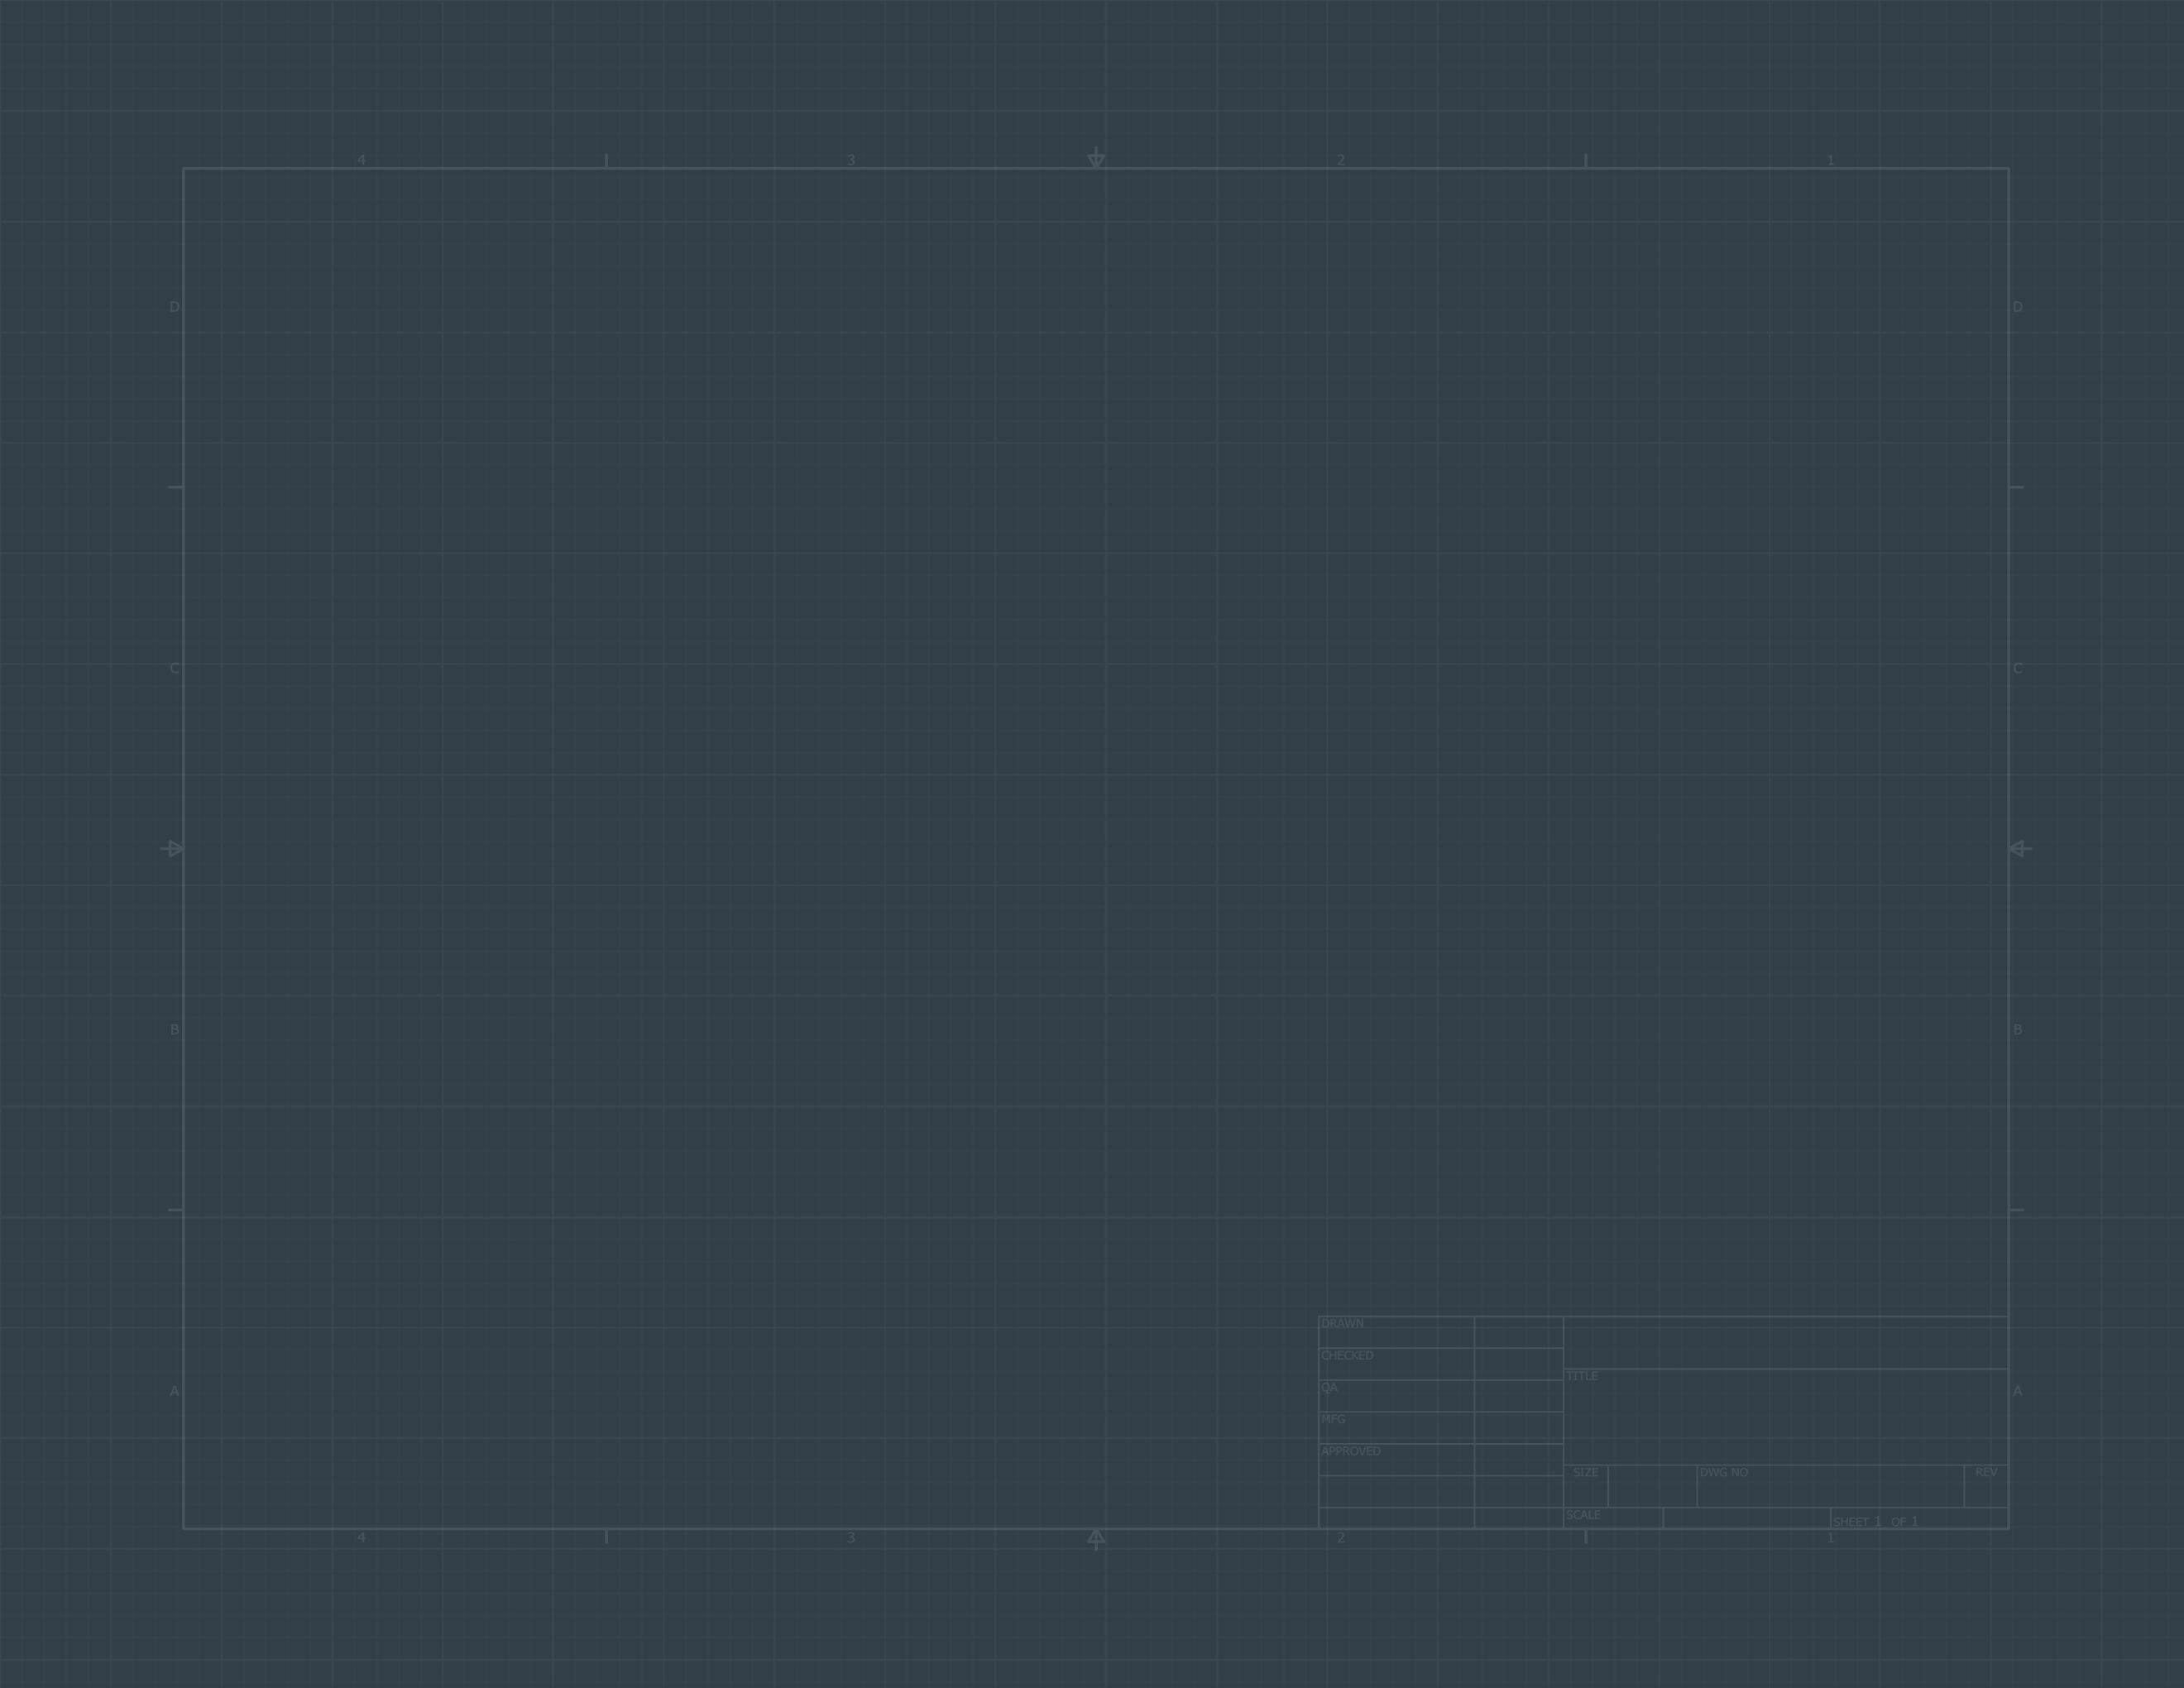 4 3 2 1
D D
C C
B B
DRAWN
CHECKED
TITLE
QA
A A
MFG
APPROVED
SIZE DWG NO REV
SCALE
SHEET 1 OF 1
4 3 2 1